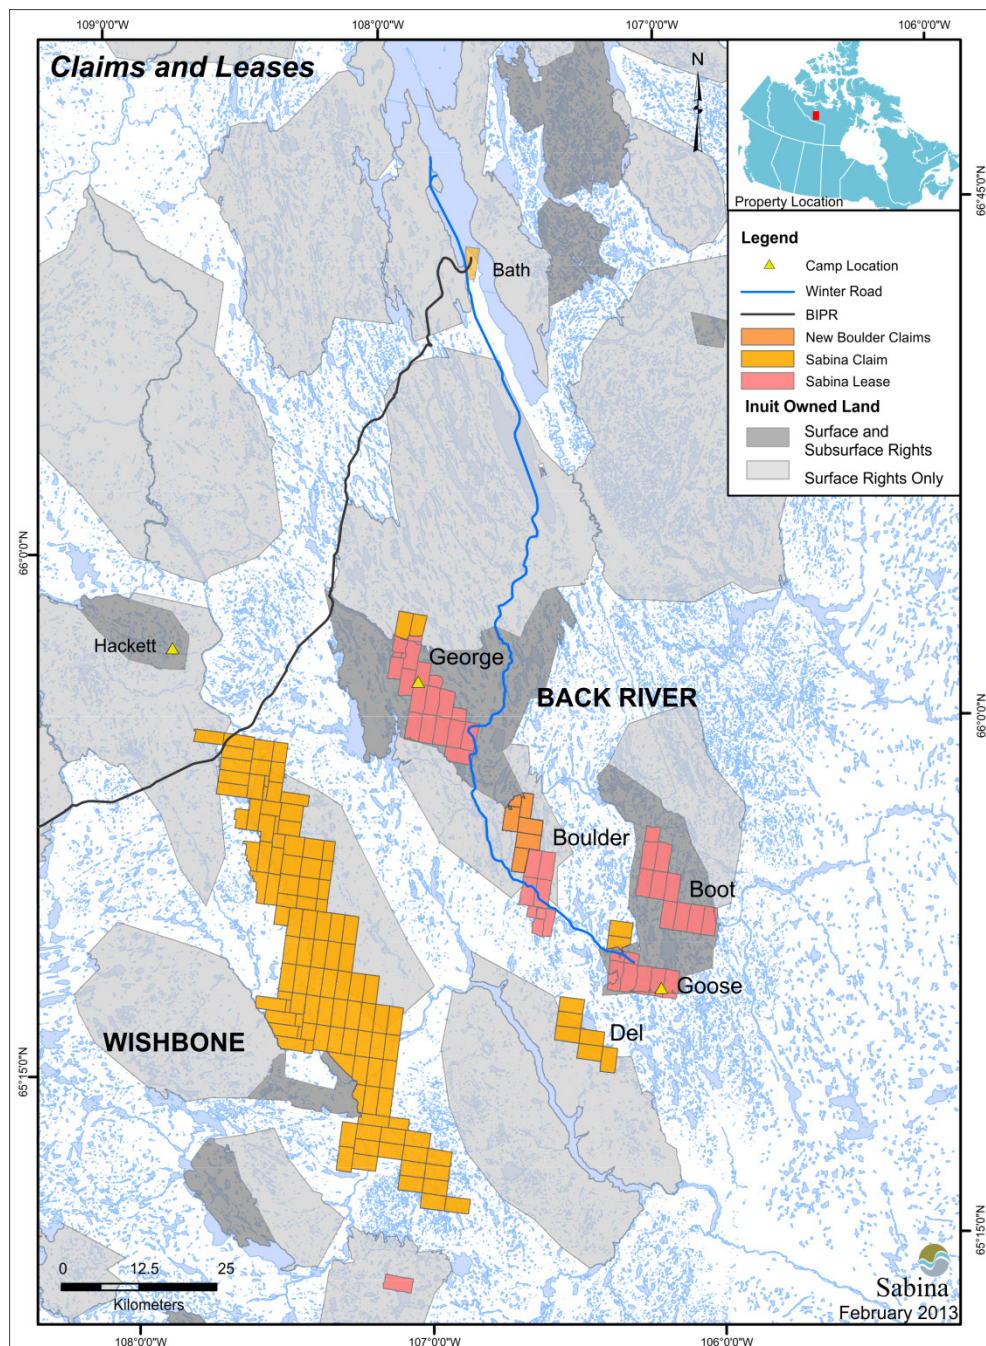 109°0'0"W
108°0'0"W
107°0'0"W
106°0'0"W
Claims and Leases
N
Property Location
66°45'0"N
Legend
Camp Location
Winter Road
BIPR
New Boulder Claims
Sabina Claim
Sabina Lease
Inuit Owned Land
Surface and
Subsurface Rights
Surface Rights Only
Bath
66°0'0"N
Hackett
George
BACK RIVER
66°0'0"N
Boulder
Boot
Goose
Del
WISHBONE
65°15'0"N
65°15'0"N
0 12.5 25
Kilometers
Sabina
February 2013
108°0'0"W
107°0'0"W
106°0'0"W